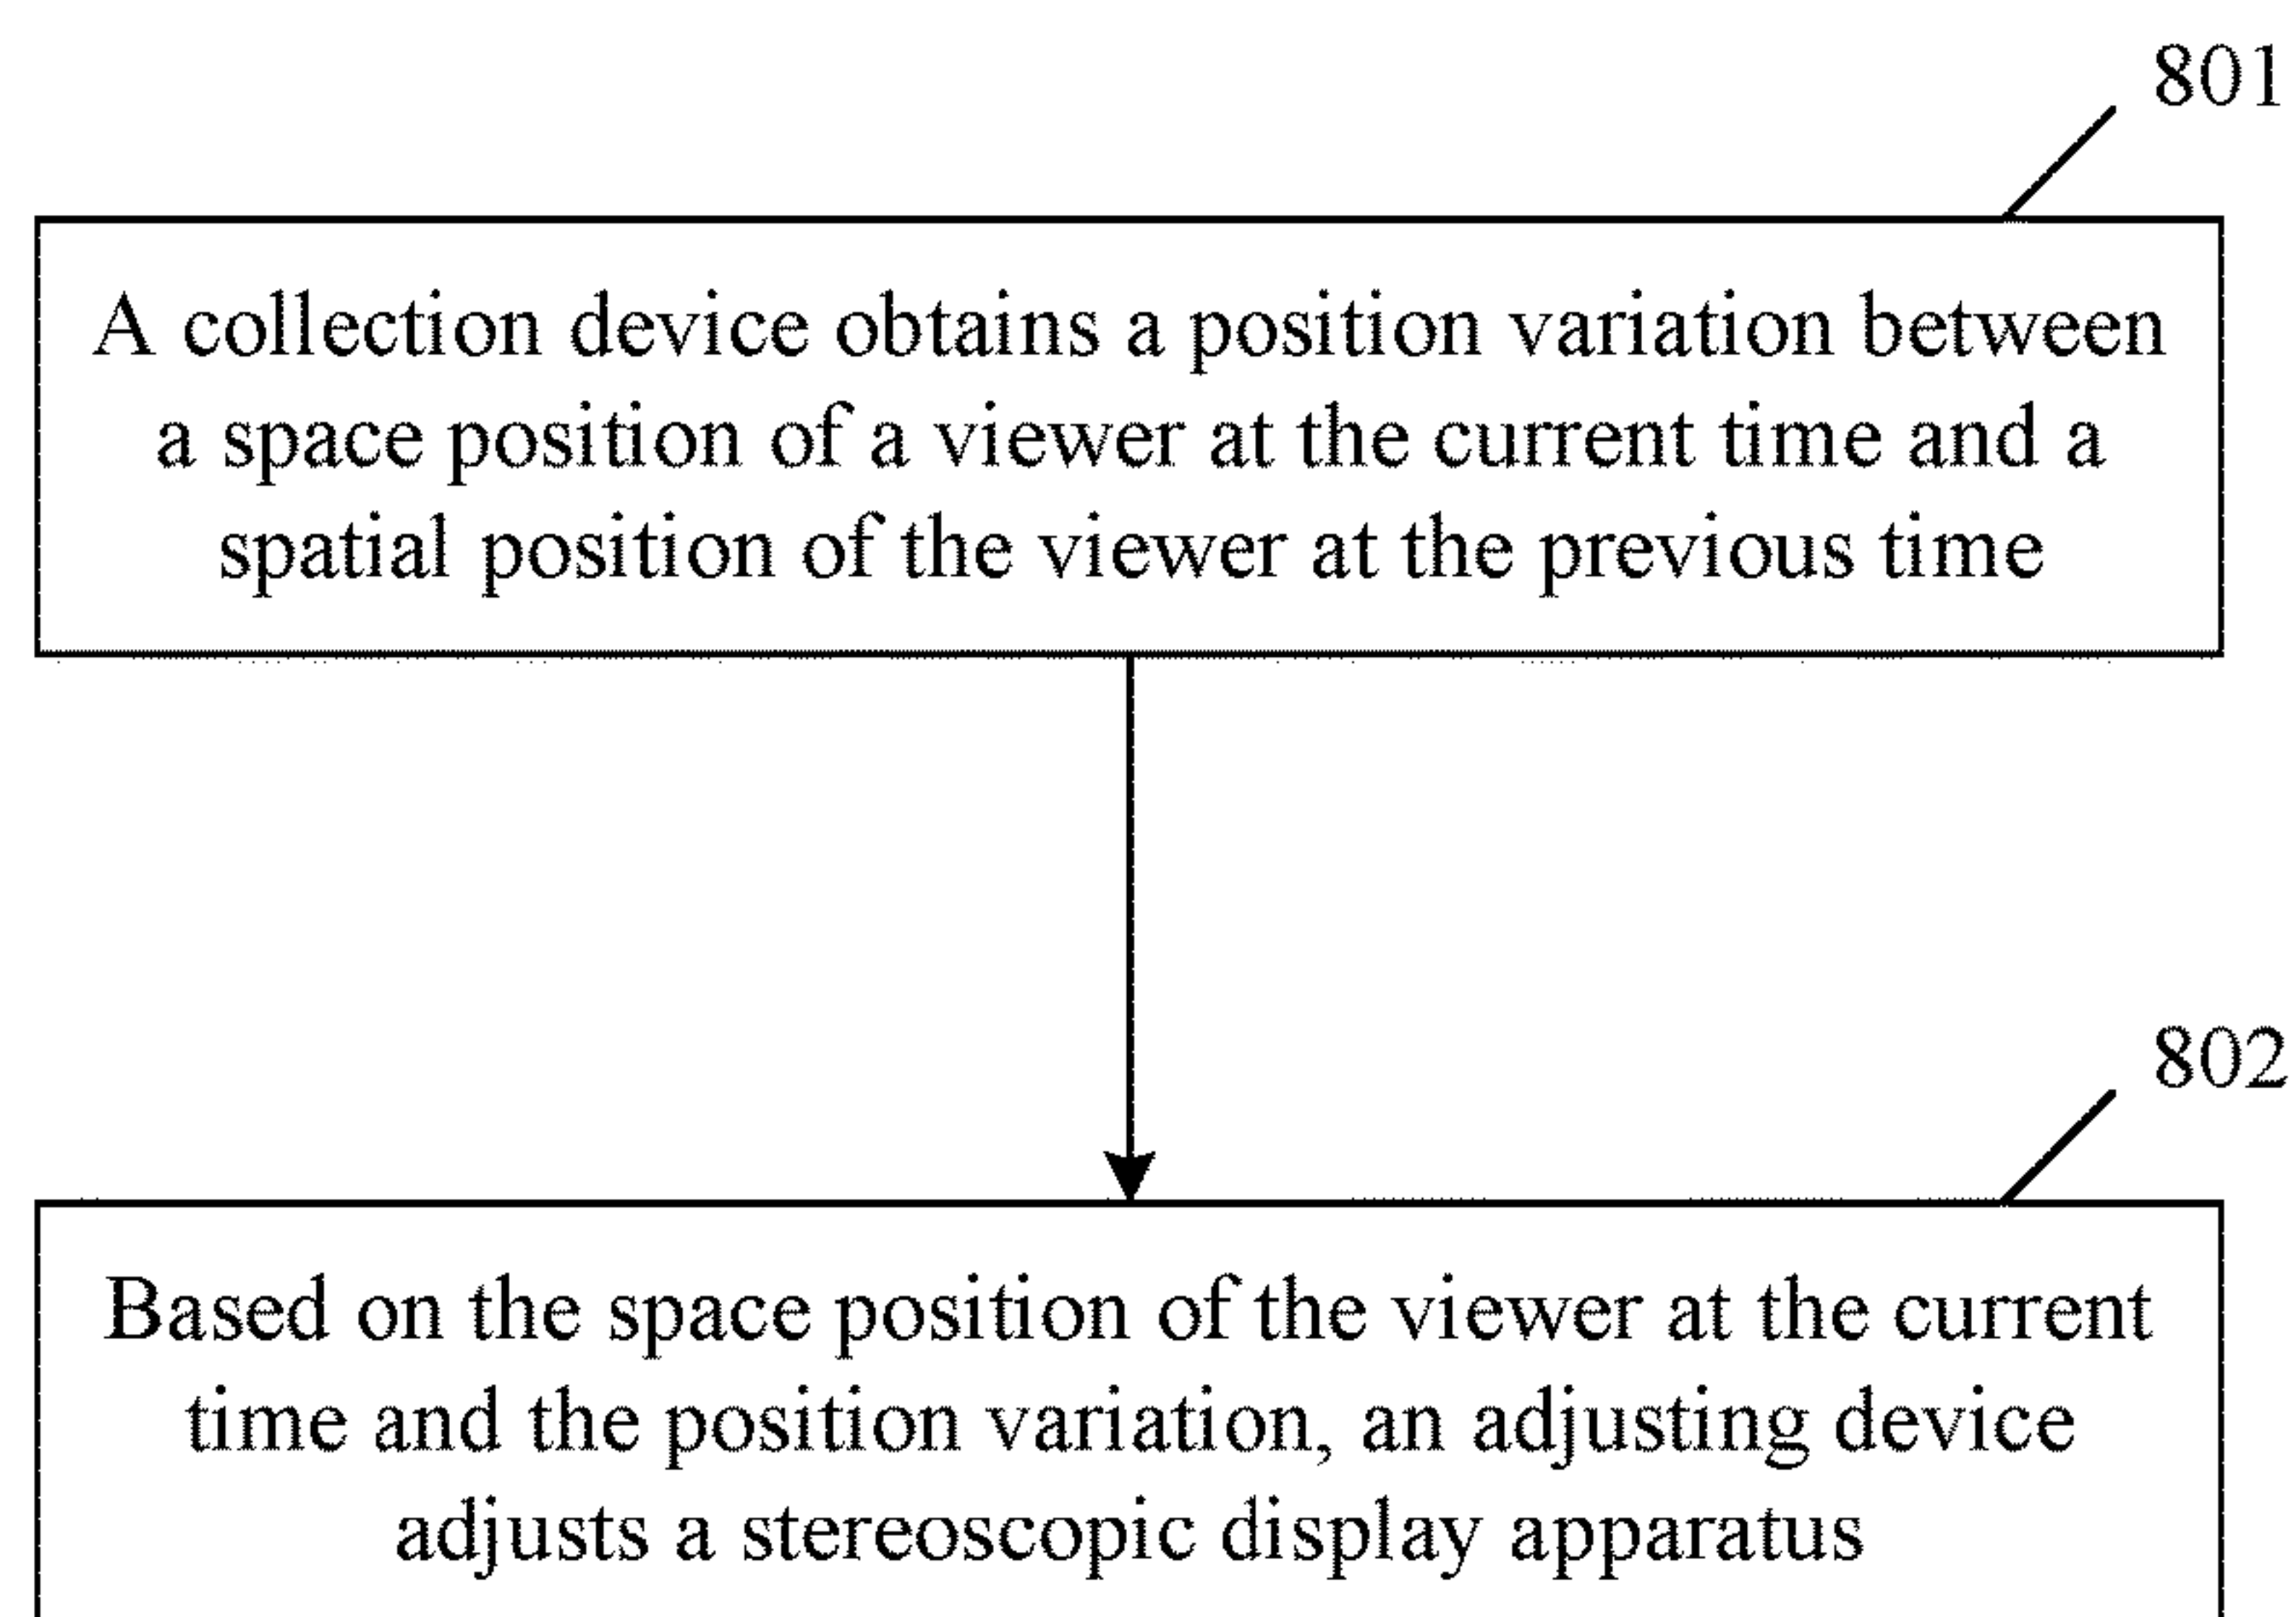 801
A collection device obtains a position variation between
a space position of a viewer at the current time and a
spatial position of the viewer at the previous time
802
Based on the space position of the viewer at the current
time and the position variation, an adjusting device
adjusts a stereoscopic display apparatus